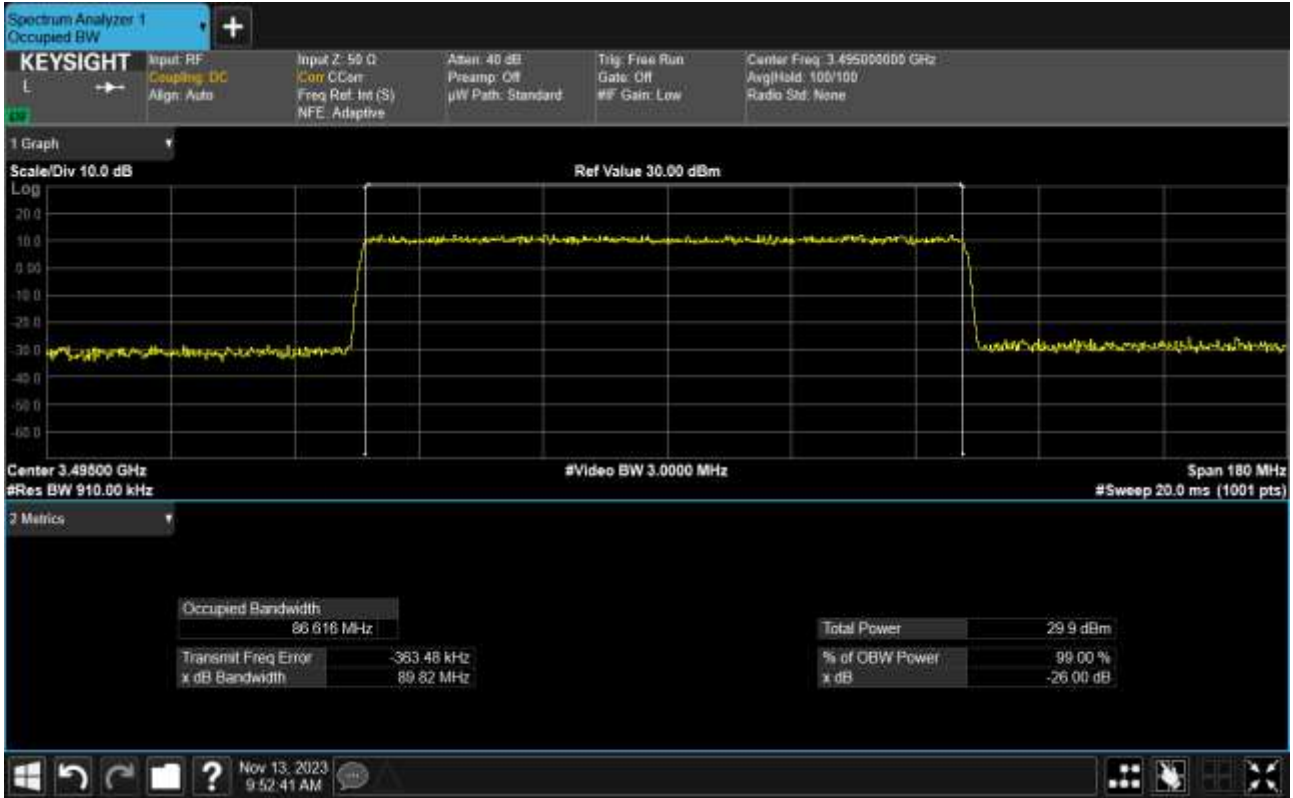 Spectrum Analyzer 1
Occupied BW
KEYSIGHT
L
Input: RF
Coupling: DC
Align: Auto
Input Z: 50 Ω
Corr CCorr
Freq Ref: Int (S)
NFE: Adaptive
Atten: 40 dB
Preamp: Off
µW Path: Standard
Trig: Free Run
Gate: Off
#IF Gain: Low
Center Freq: 3.495000000 GHz
Avg|Hold: 100/100
Radio Std: None
1 Graph
Scale/Div 10.0 dB
Ref Value 30.00 dBm
Log
20.0
10.0
0.00
-10.0
-20.0
-30.0
-40.0
-50.0
-60.0
Center 3.49500 GHz
#Video BW 3.0000 MHz
Span 180 MHz
#Res BW 910.00 kHz
#Sweep 20.0 ms (1001 pts)
2 Metrics
Occupied Bandwidth
86.616 MHz
Total Power 29.9 dBm
Transmit Freq Error -363.48 kHz
% of OBW Power 99.00 %
x dB Bandwidth 89.82 MHz
x dB -26.00 dB
Nov 13, 2023
9:52:41 AM